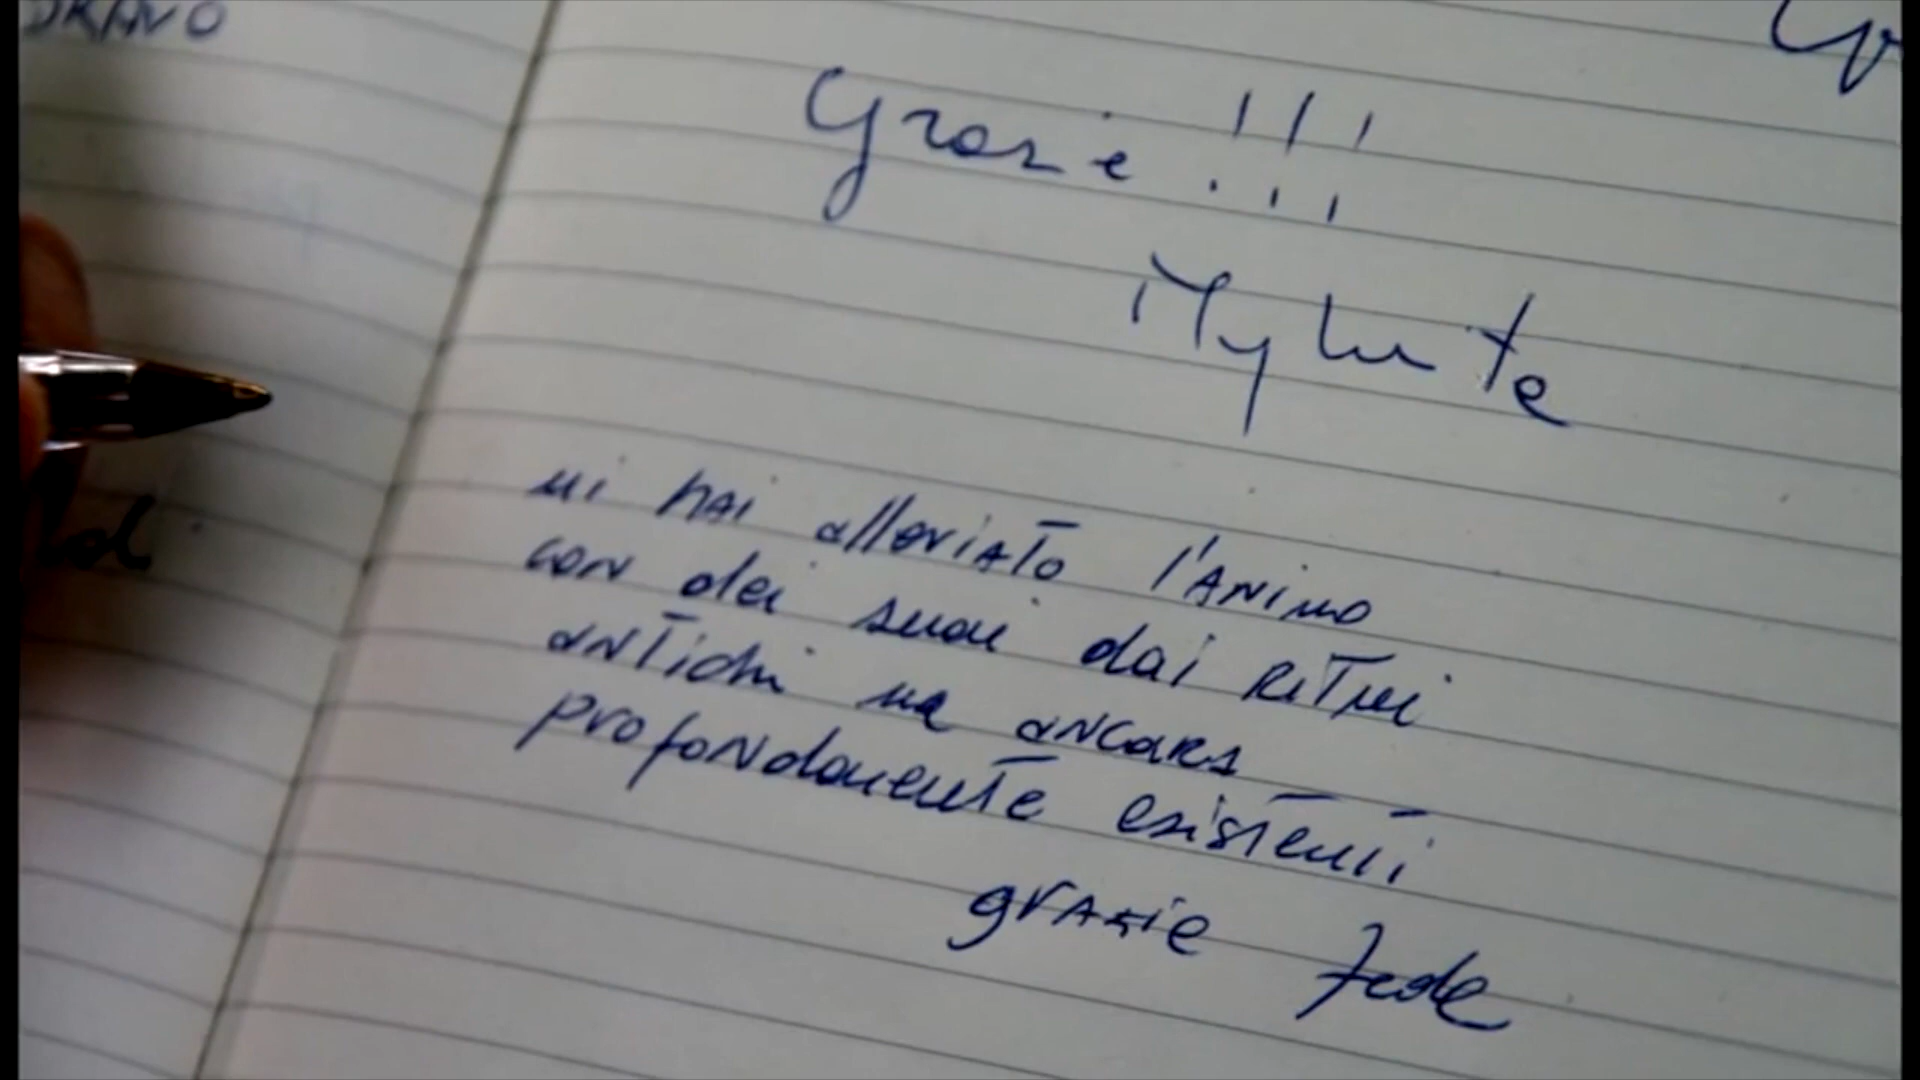 Grazie!!!
Mylute
mi hai alleviato l'animo
con dei suoni dai ritmi
antichi ma ancora
profondamente esistenti
grazie Fede